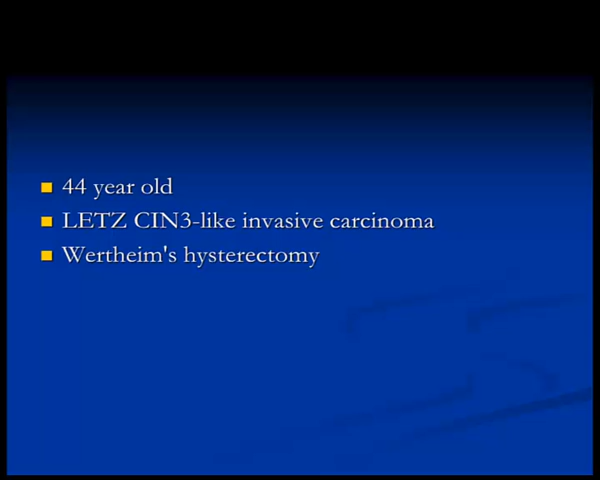 44 year old
LETZ CIN3-like invasive carcinoma
Wertheim's hysterectomy